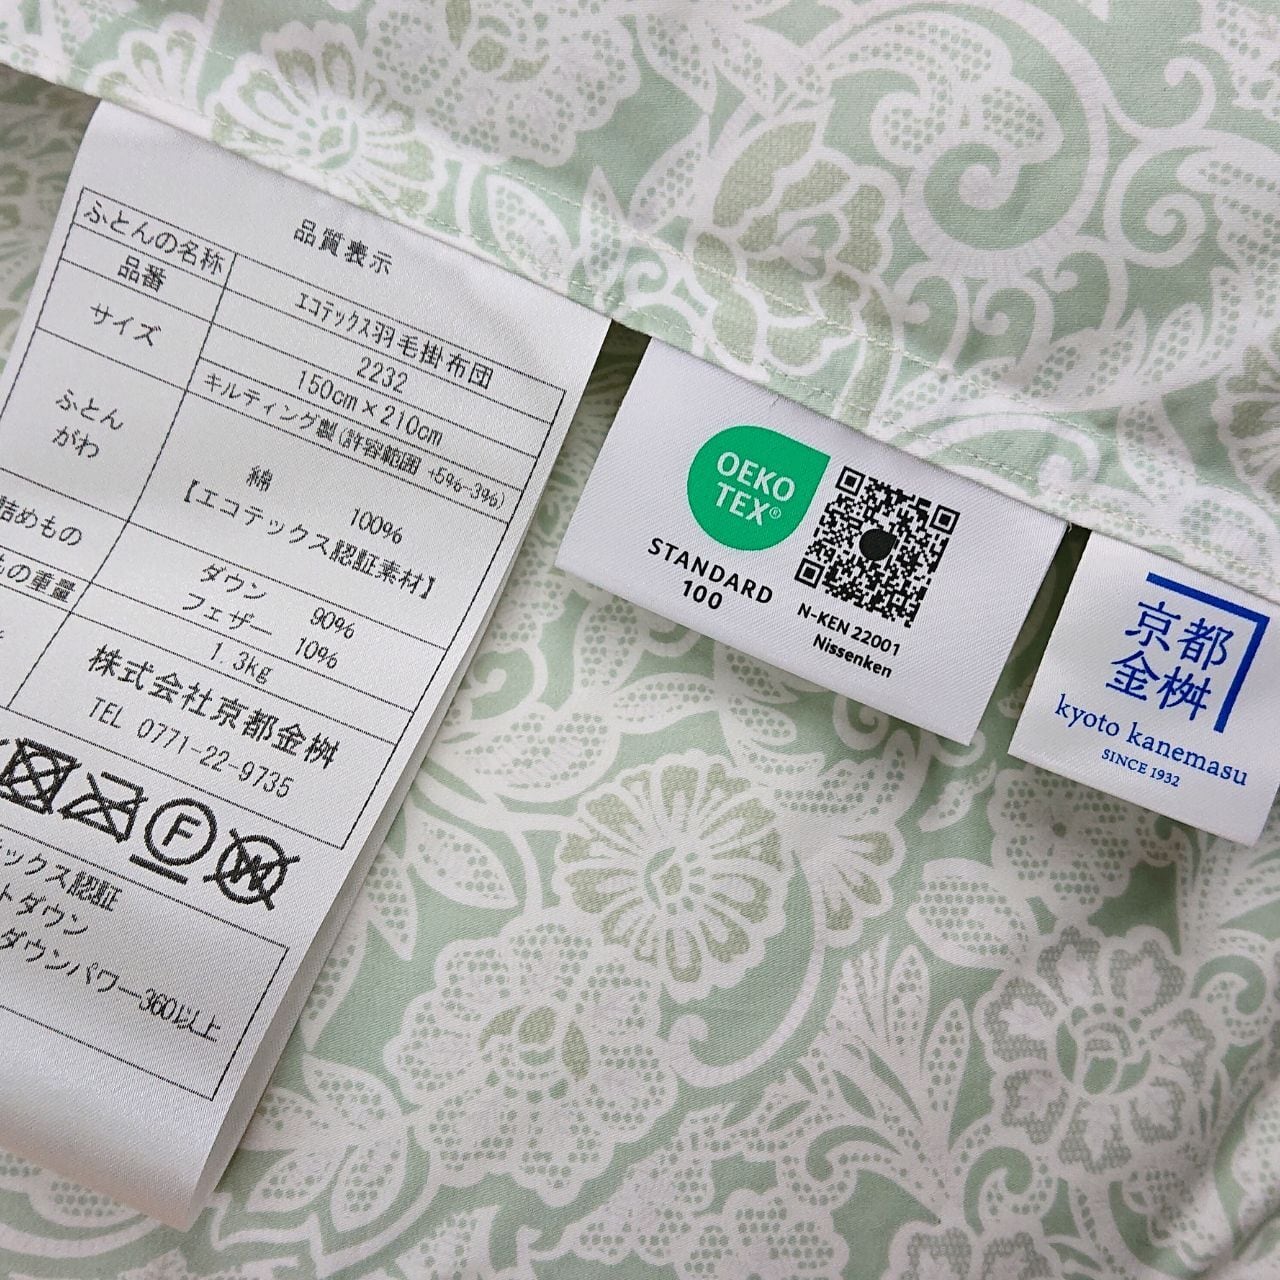 品質表示
ふとんの名称 エコテックス羽毛掛布団
品番 2232
サイズ 150cm×210cm
キルティング製(許容範囲 +5%-3%)
ふとん
がわ
綿 100%
【エコテックス認証素材】
詰めもの
ダウン 90%
フェザー 10%
の重量 1.3kg
株式会社京都金桝
TEL 0771-22-9735
F
W
テックス認証
トダウン
ダウンパワー360以上
OEKO
TEX®
STANDARD
100
N-KEN 22001
Nissenken
京都
金桝
kyoto kanemasu
SINCE 1932